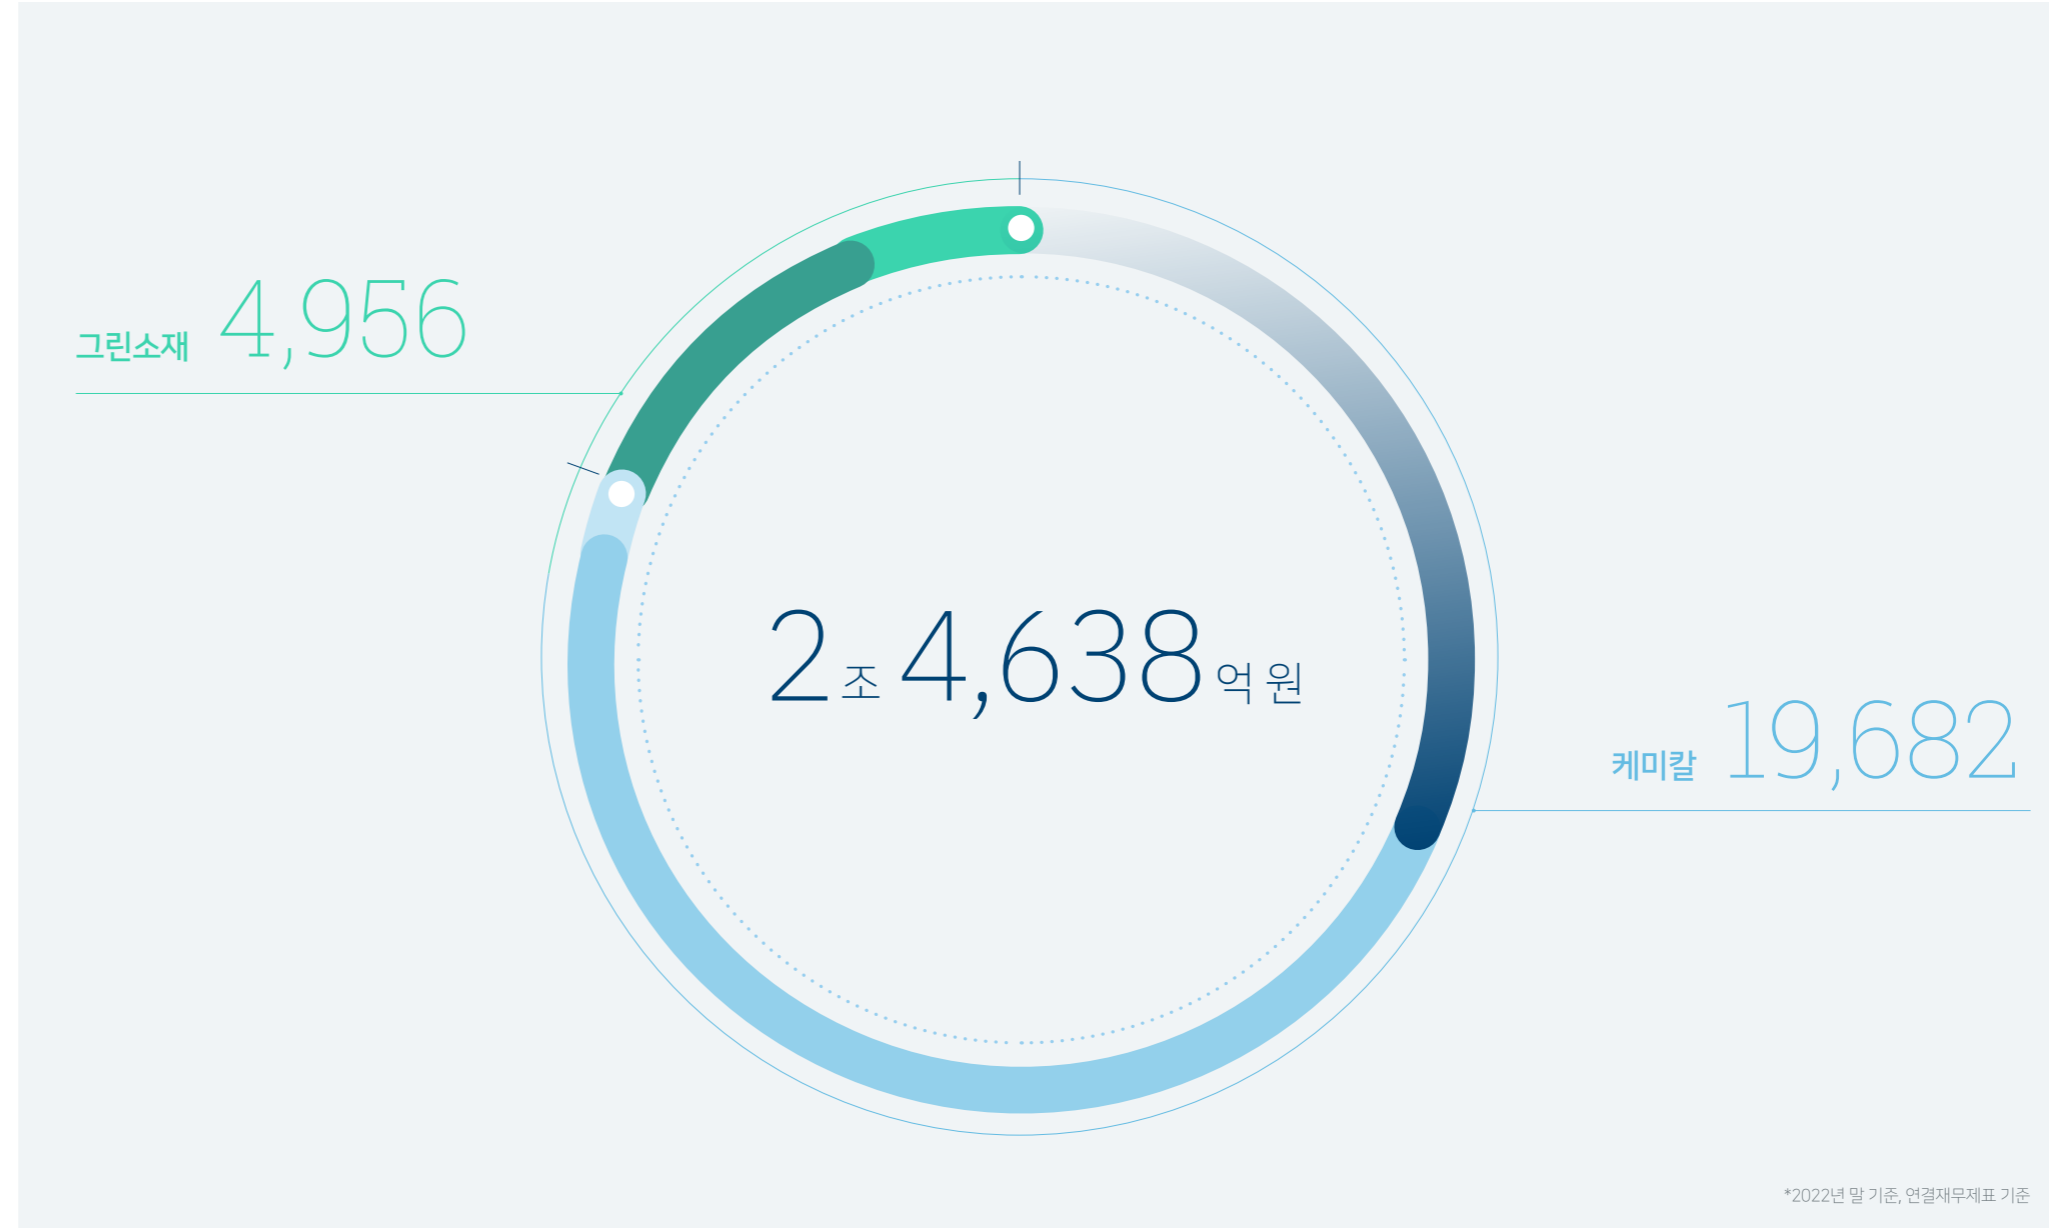 그린소재 4,956
2조 4,638억 원
케미칼 19,682
*2022년 말 기준, 연결재무제표 기준